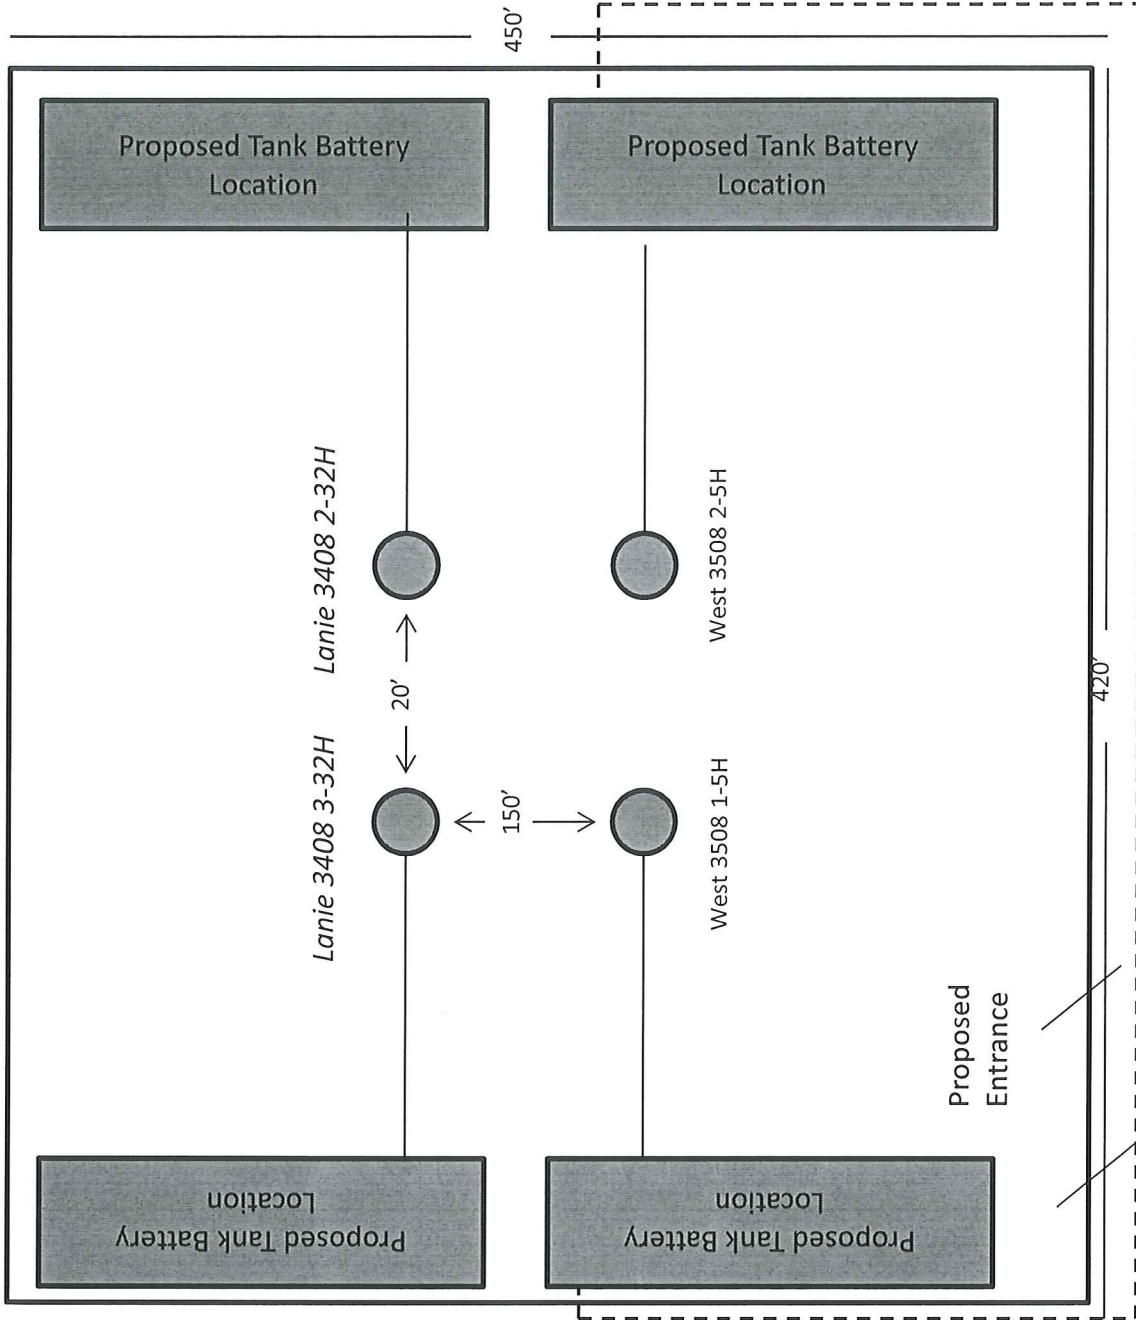 450’
Proposed Tank Battery
Location
Proposed Tank Battery
Location
Lanie 3408 3-32H
Lanie 3408 2-32H
20’
150’
West 3508 1-5H
West 3508 2-5H
420’
Proposed
Entrance
Proposed Tank Battery
Location
Proposed Tank Battery
Location